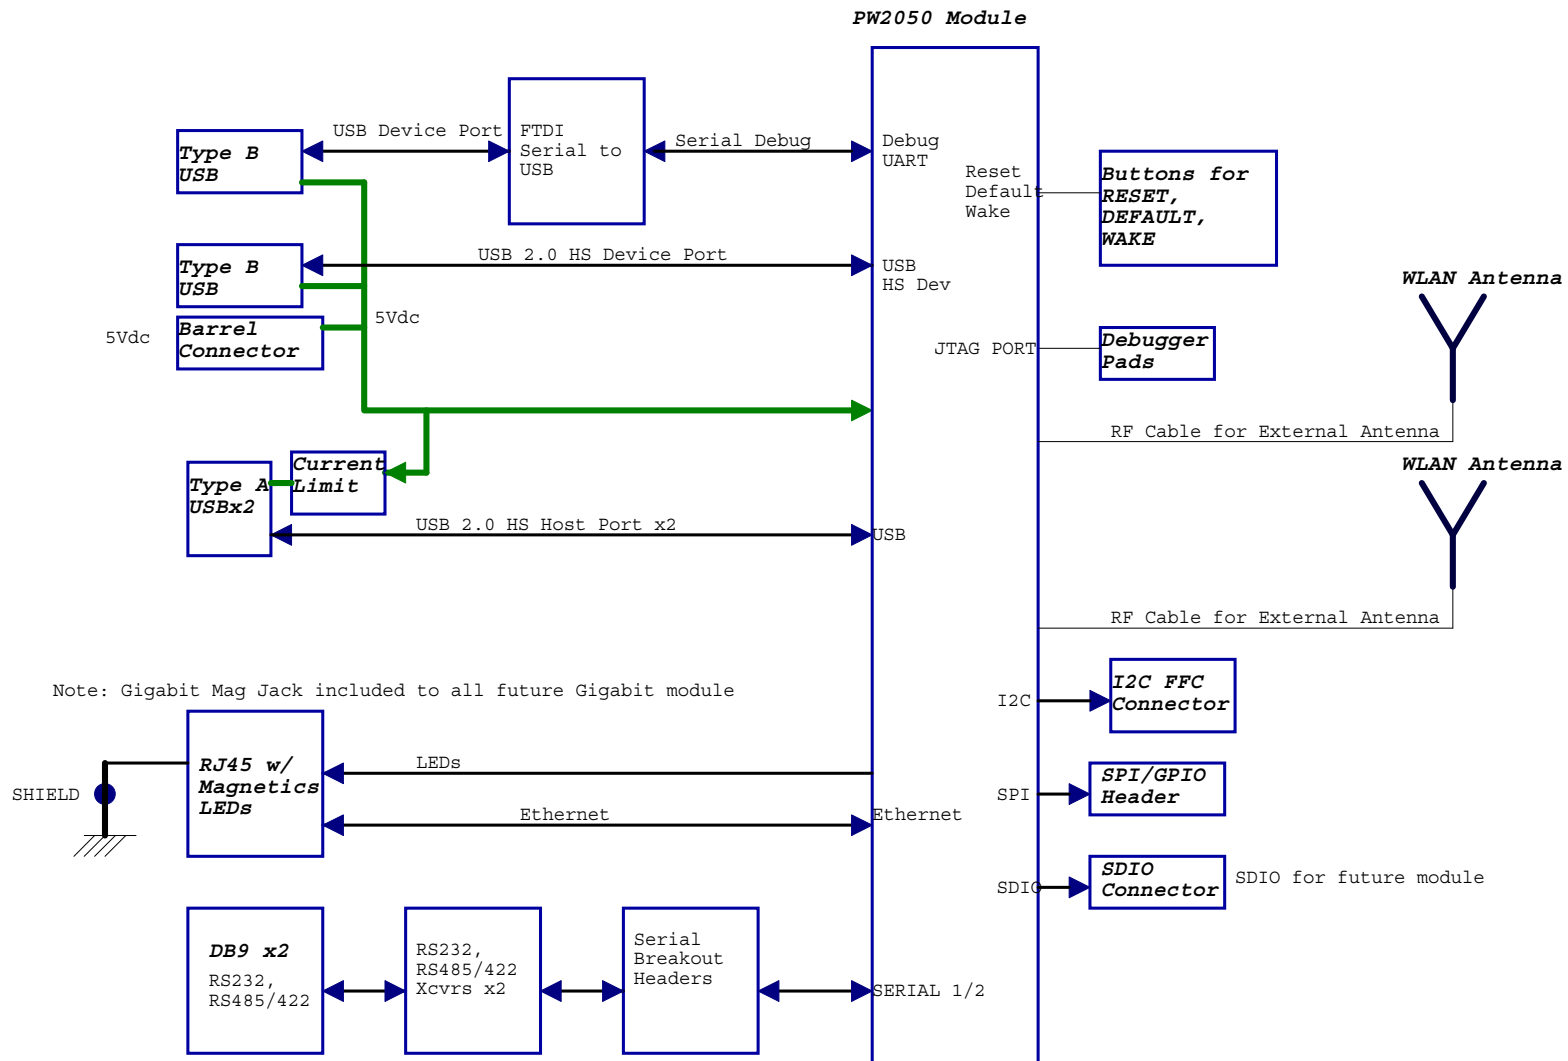 PW2050 Module
USB Device Port
FTDI
Serial to
USB
Serial Debug
Debug
UART
Type B
USB
Reset
Default
Wake
Buttons for
RESET,
DEFAULT,
WAKE
Type B
USB
USB 2.0 HS Device Port
USB
HS Dev
WLAN Antenna
5Vdc
Barrel
Connector
5Vdc
JTAG PORT
Debugger
Pads
RF Cable for External Antenna
WLAN Antenna
Type A
USBx2
Current
Limit
USB 2.0 HS Host Port x2
USB
RF Cable for External Antenna
Note: Gigabit Mag Jack included to all future Gigabit module
I2C
I2C FFC
Connector
SHIELD
RJ45 w/
Magnetics
LEDs
LEDs
Ethernet
Ethernet
SPI
SPI/GPIO
Header
SDIO
SDIO
Connector
SDIO for future module
DB9 x2
RS232,
RS485/422
RS232,
RS485/422
Xcvrs x2
Serial
Breakout
Headers
SERIAL 1/2